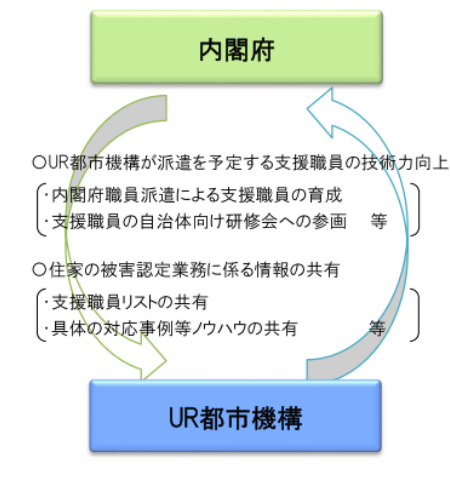 内閣府
〇UR都市機構が派遣を予定する支援職員の技術力向上
・内閣府職員派遣による支援職員の育成
・支援職員の自治体向け研修会への参画　等
〇住家の被害認定業務に係る情報の共有
・支援職員リストの共有
・具体の対応事例等ノウハウの共有　等
UR都市機構